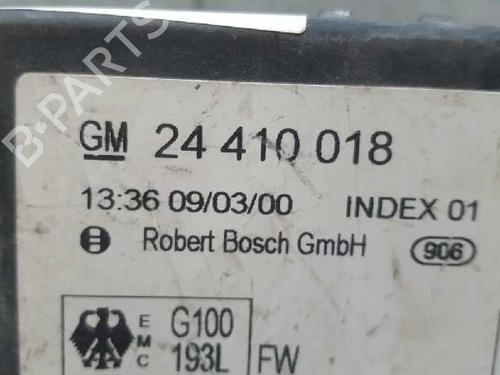 B-PARTS
GM 24 410 018
13:36 09/03/00 INDEX 01
Robert Bosch GmbH 906
EMC G100
193L FW